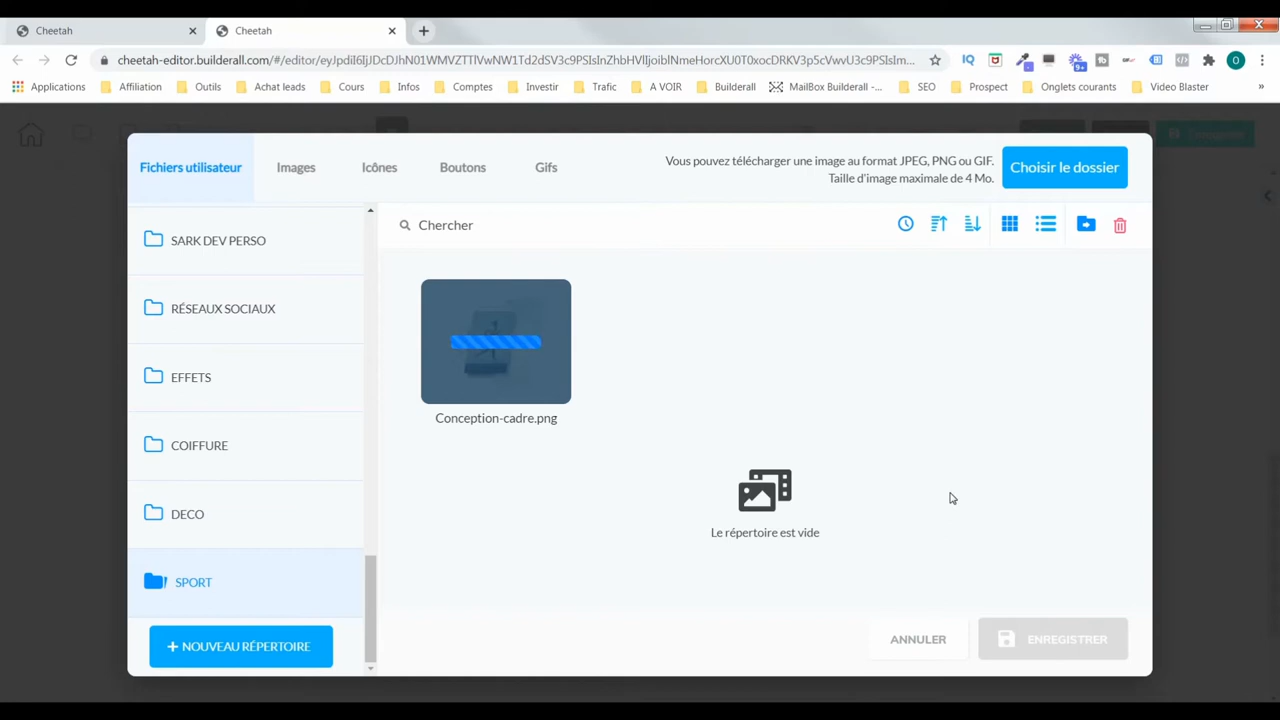 Cheetah
Cheetah
cheetah-editor.builderall.com/#/editor/eyJpdiI6IjJDcDJhN01WMVZTTlVwNW1Td2dSV3c9PSIsInZhbHVlIjoiblNmeHorcXU0T0xocDRKV3p5cVwvU3c9PSIsIm...
Applications
Affiliation
Outils
Achat leads
Cours
Infos
Comptes
Investir
Trafic
A VOIR
Builderall
MailBox Builderall -...
SEO
Prospect
Onglets courants
Video Blaster
»
Fichiers utilisateur
Images
Icônes
Boutons
Gifs
Vous pouvez télécharger une image au format JPEG, PNG ou GIF.
Taille d'image maximale de 4 Mo.
Choisir le dossier
Chercher
SARK DEV PERSO
RÉSEAUX SOCIAUX
EFFETS
COIFFURE
DECO
SPORT
+ NOUVEAU RÉPERTOIRE
Conception-cadre.png
Le répertoire est vide
ANNULER
ENREGISTRER